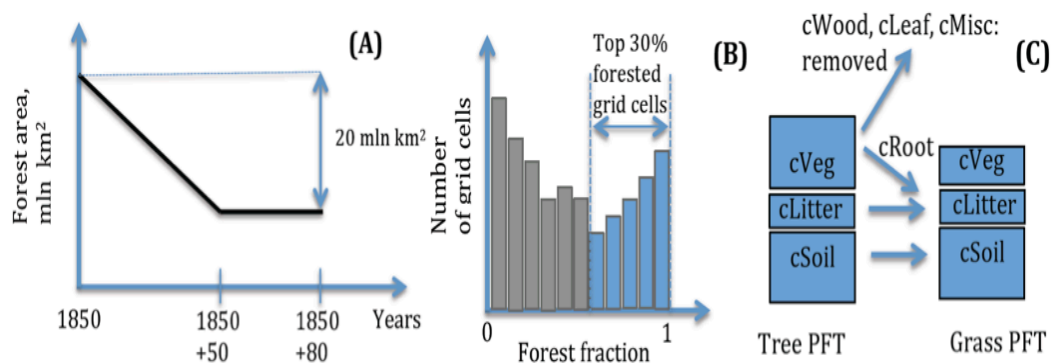 (A)
Forest area,
mln km²
20 mln km²
1850
1850
+50
1850
+80
Years
Top 30%
forested
grid cells
(B)
Number
of grid cells
0
1
Forest fraction
cWood, cLeaf, cMisc:
removed
(C)
cRoot
cVeg
cLitter
cSoil
cVeg
cLitter
cSoil
Tree PFT
Grass PFT